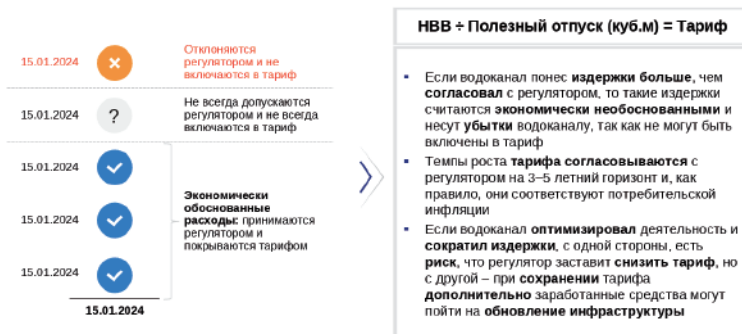 15.01.2024
Отклоняются
регулятором и не
включаются в тариф
15.01.2024
?
Не всегда допускаются
регулятором и не всегда
включаются в тариф
15.01.2024
15.01.2024
15.01.2024
Экономически
обоснованные
расходы: принимаются
регулятором и
покрываются тарифом
15.01.2024
НВВ ÷ Полезный отпуск (куб.м) = Тариф
▪ Если водоканал понес издержки больше, чем
согласовал с регулятором, то такие издержки
считаются экономически необоснованными и
несут убытки водоканалу, так как не могут быть
включены в тариф
▪ Темпы роста тарифа согласовываются с
регулятором на 3–5 летний горизонт и, как
правило, они соответствуют потребительской
инфляции
▪ Если водоканал оптимизировал деятельность и
сократил издержки, с одной стороны, есть
риск, что регулятор заставит снизить тариф, но
с другой – при сохранении тарифа
дополнительно заработанные средства могут
пойти на обновление инфраструктуры